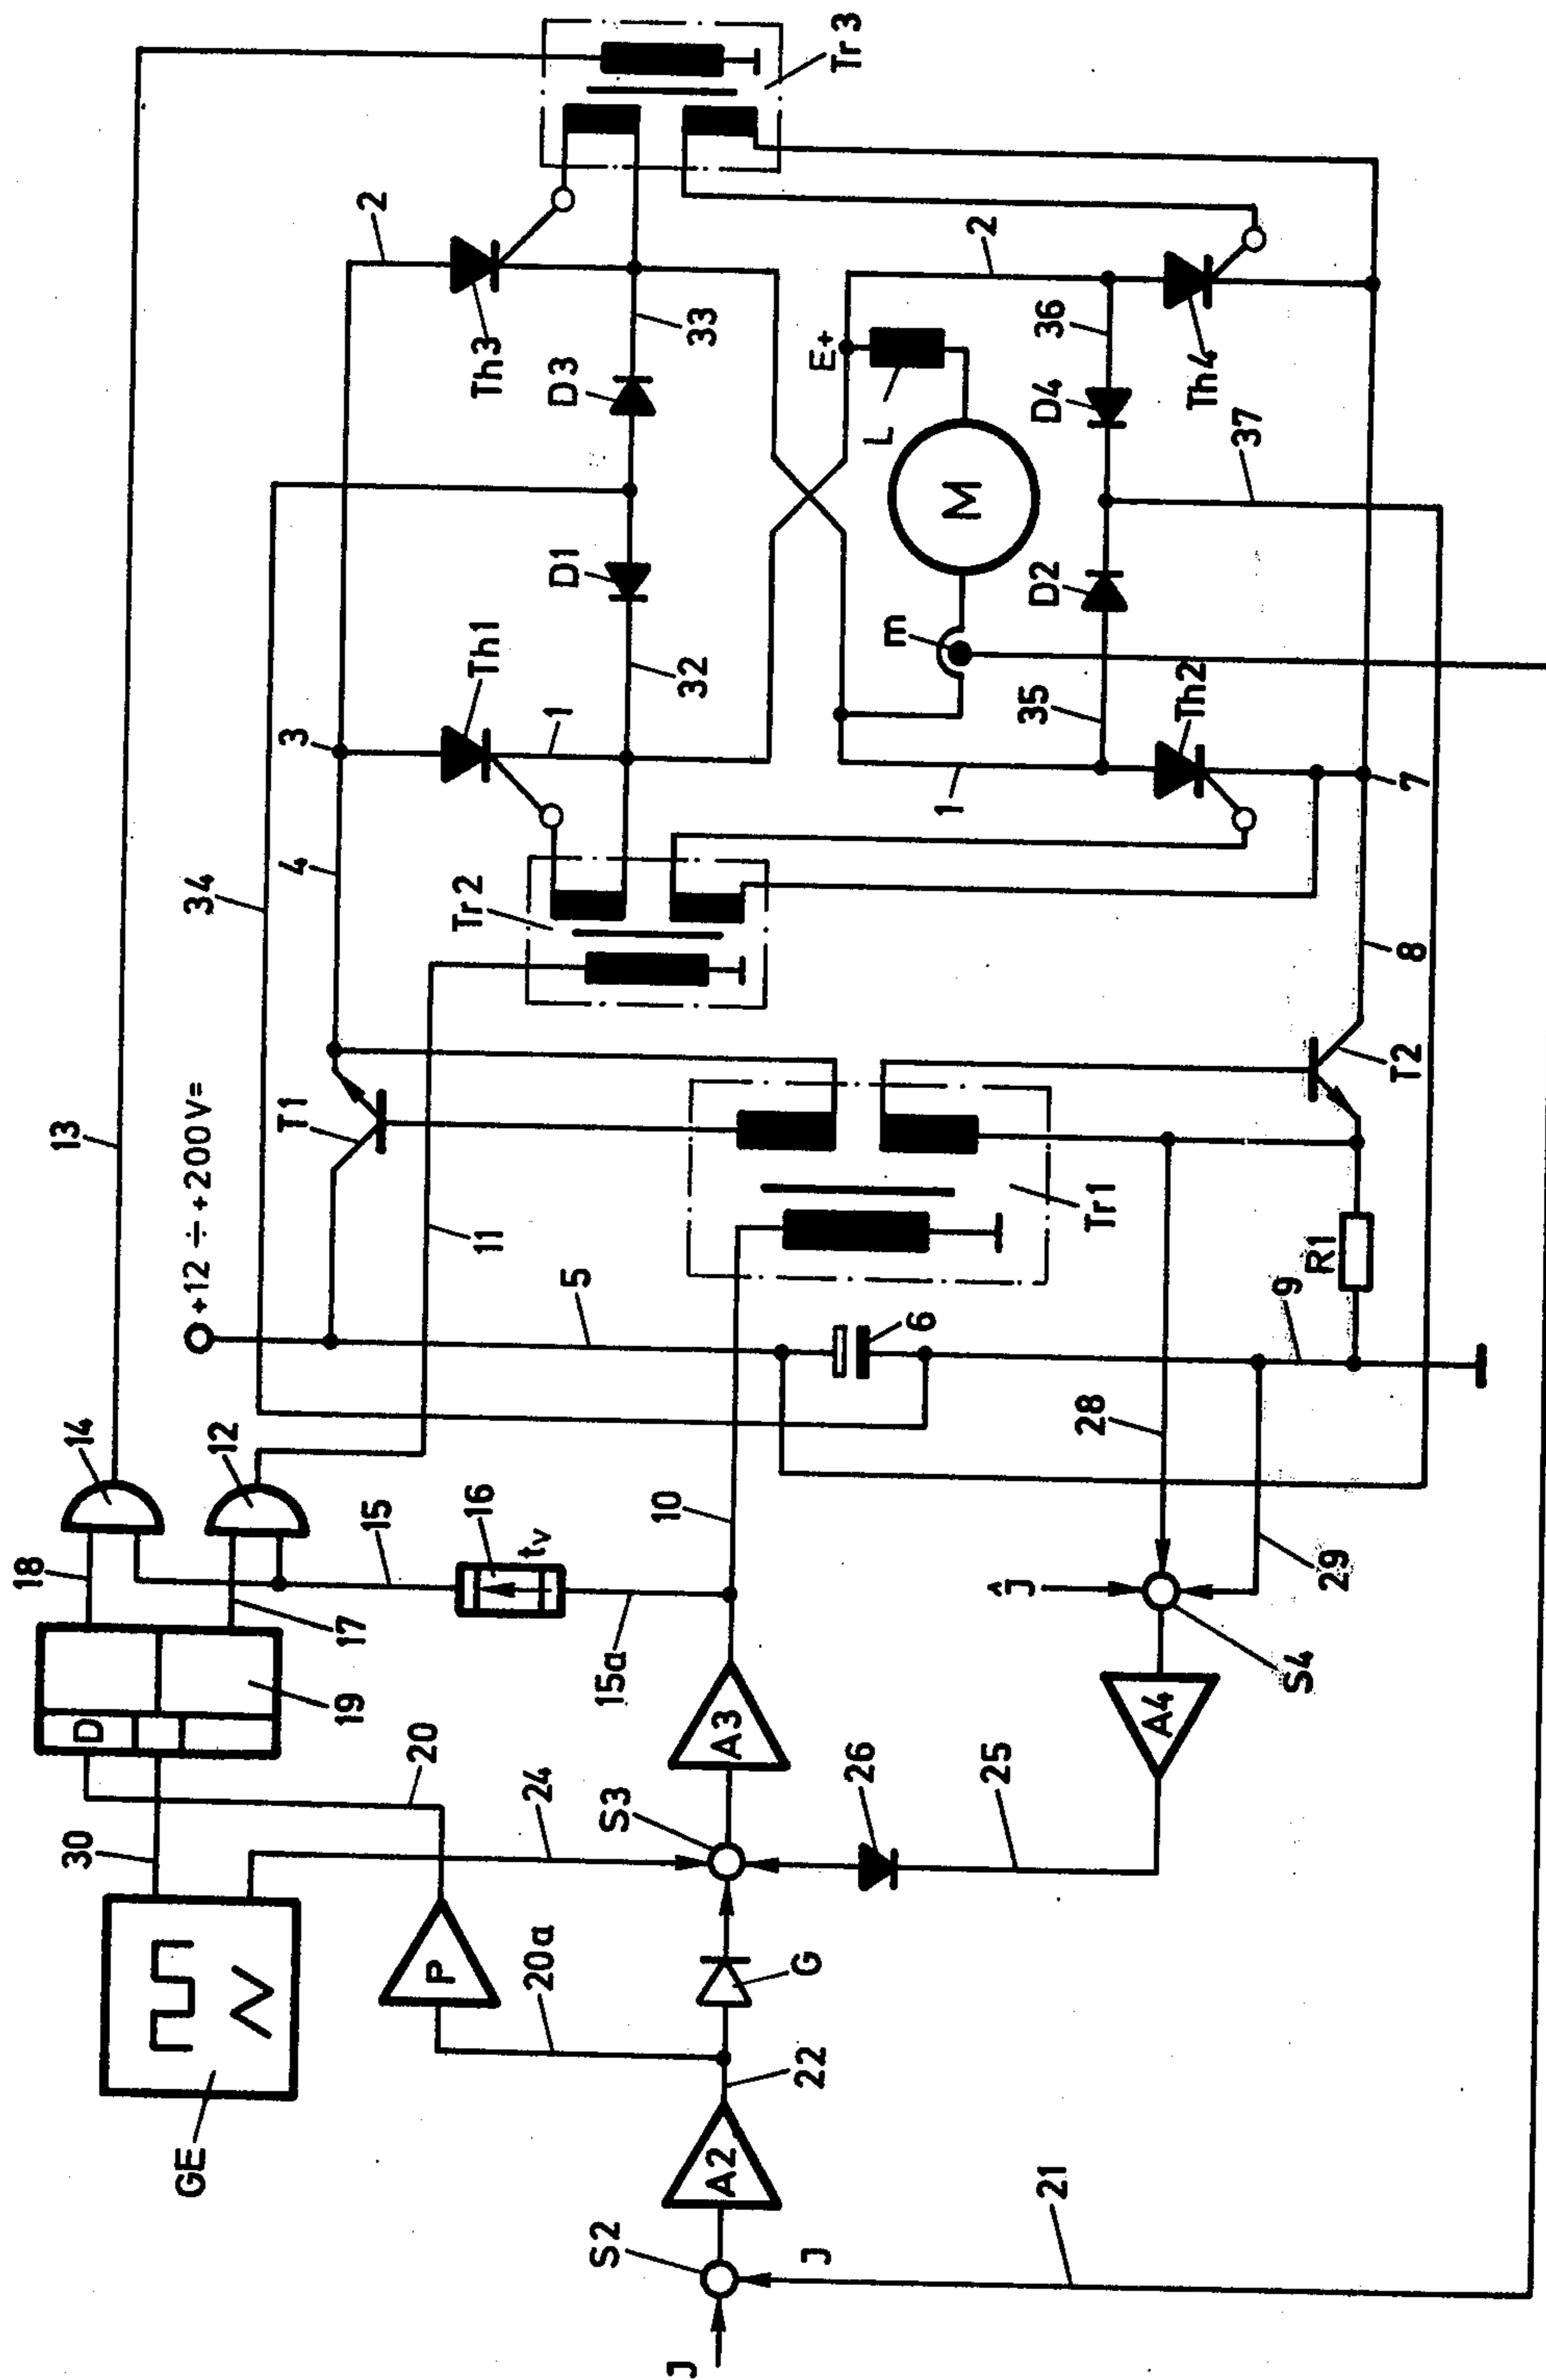 18
30
D
14
13
GE
12
+12÷+200V=
34
19
17
T1
4
3
2
20
P
15
16
11
Tr2
Th1
Th3
20a
24
tv
5
1
D1
D3
S2
S3
15a
10
32
33
J
A2
A3
J
22
G
E+
Tr3
26
6
m
L
25
1
M
2
21
Ĵ
28
35
D2
D4
36
A4
Tr1
Th2
Th4
37
S4
29
9
R1
T2
8
7